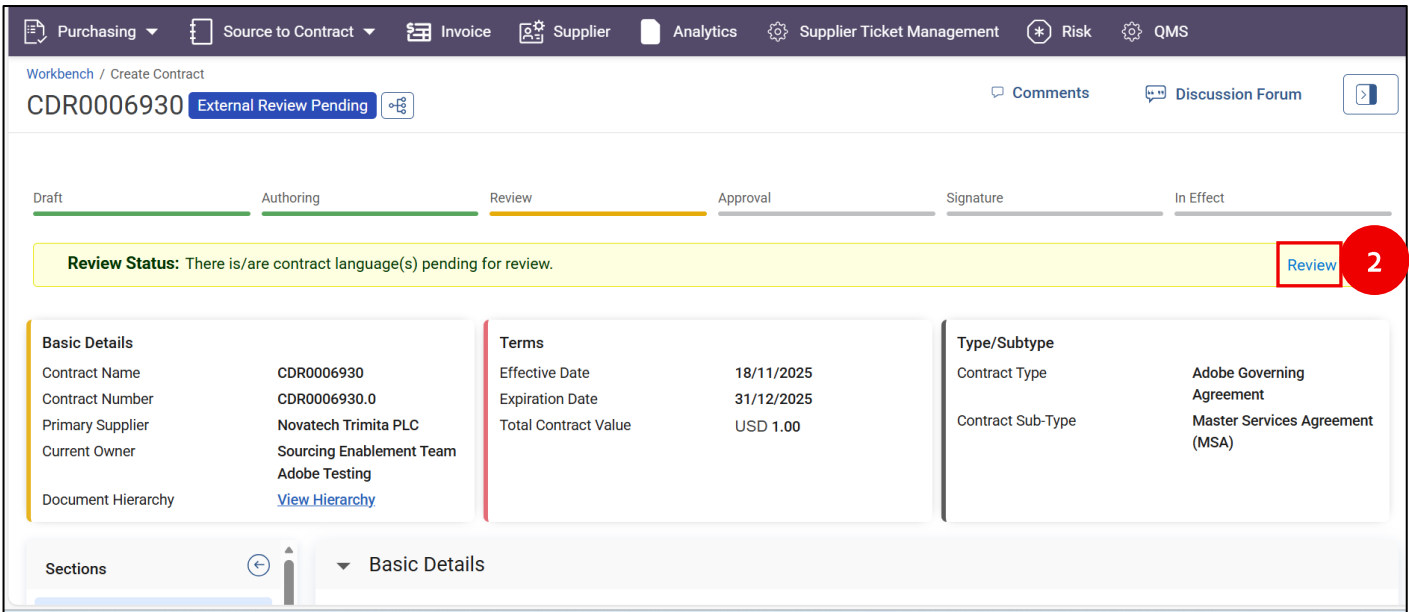 Purchasing Source to Contract Invoice Supplier Analytics Supplier Ticket Management Risk QMS
Workbench / Create Contract
CDR0006930 External Review Pending
Comments Discussion Forum
Draft Authoring Review Approval Signature In Effect
Review Status: There is/are contract language(s) pending for review. Review 2
Basic Details
Contract Name CDR0006930
Contract Number CDR0006930.0
Primary Supplier Novatech Trimita PLC
Current Owner Sourcing Enablement Team
Adobe Testing
Document Hierarchy View Hierarchy
Terms
Effective Date 18/11/2025
Expiration Date 31/12/2025
Total Contract Value USD 1.00
Type/Subtype
Contract Type Adobe Governing
Agreement
Contract Sub-Type Master Services Agreement
(MSA)
Sections
Basic Details